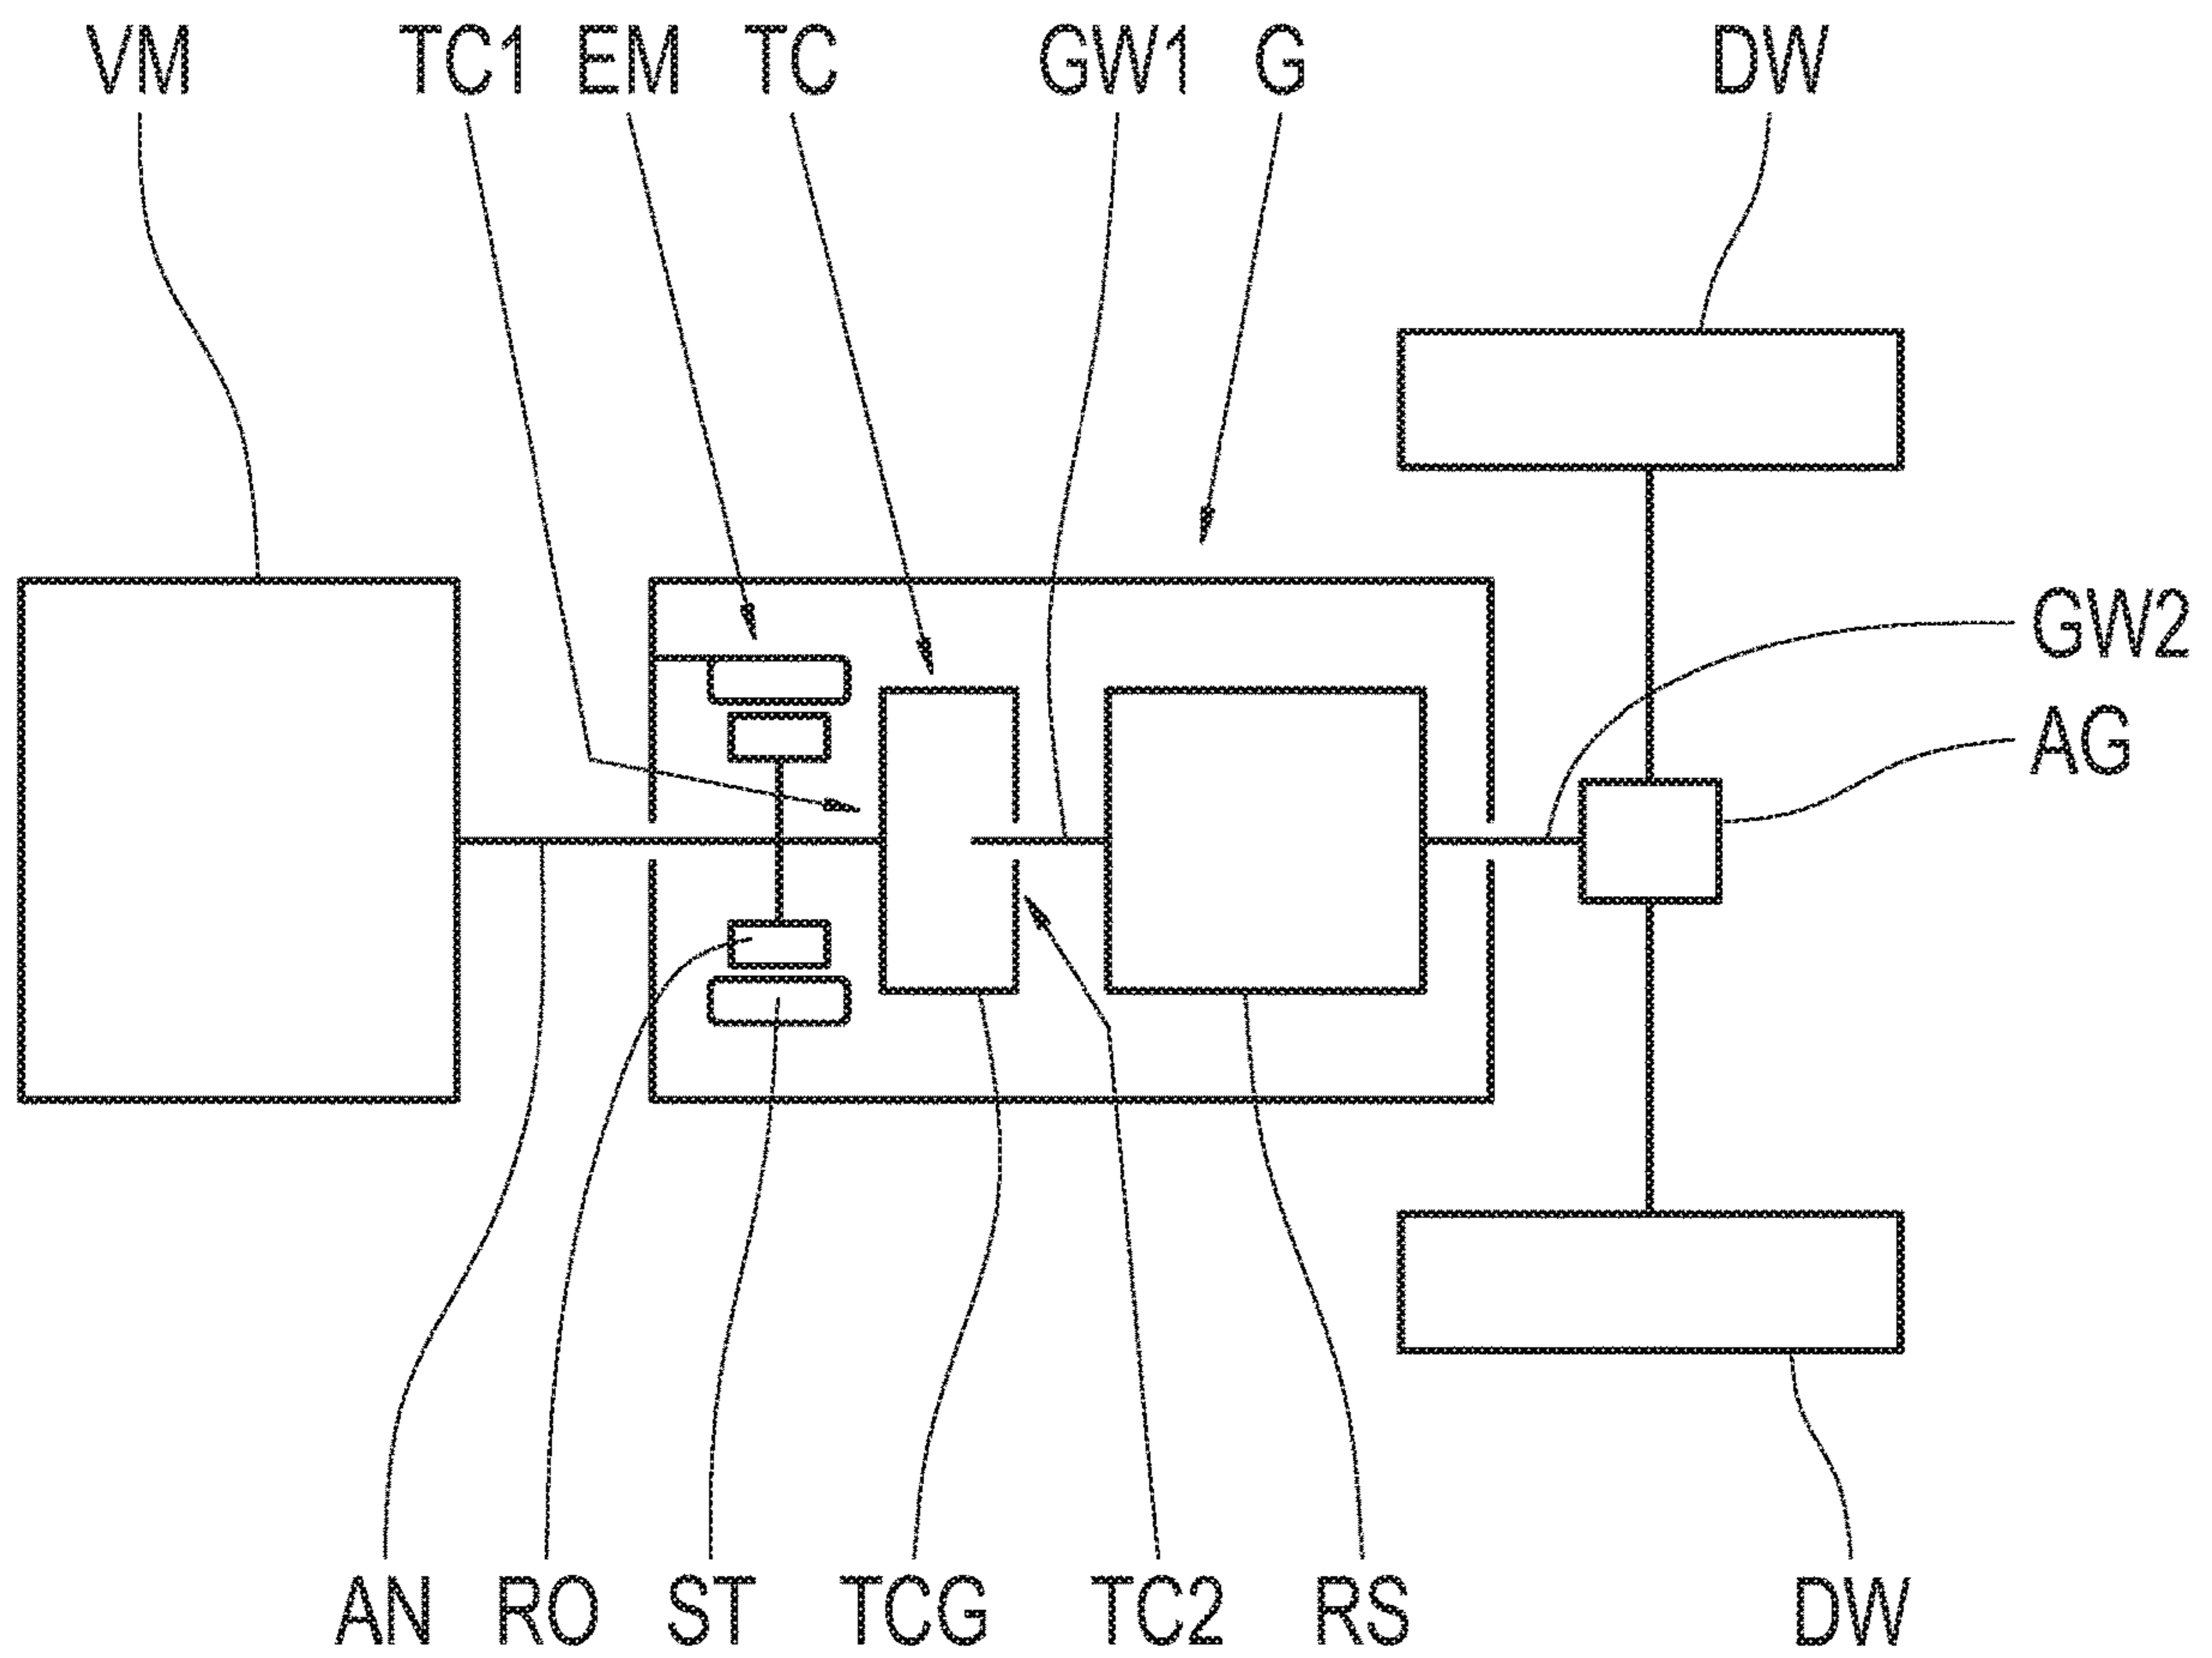 VM TC1 EM TC GW1 G DW
GW2
AG
AN RO ST TCG TC2 RS DW